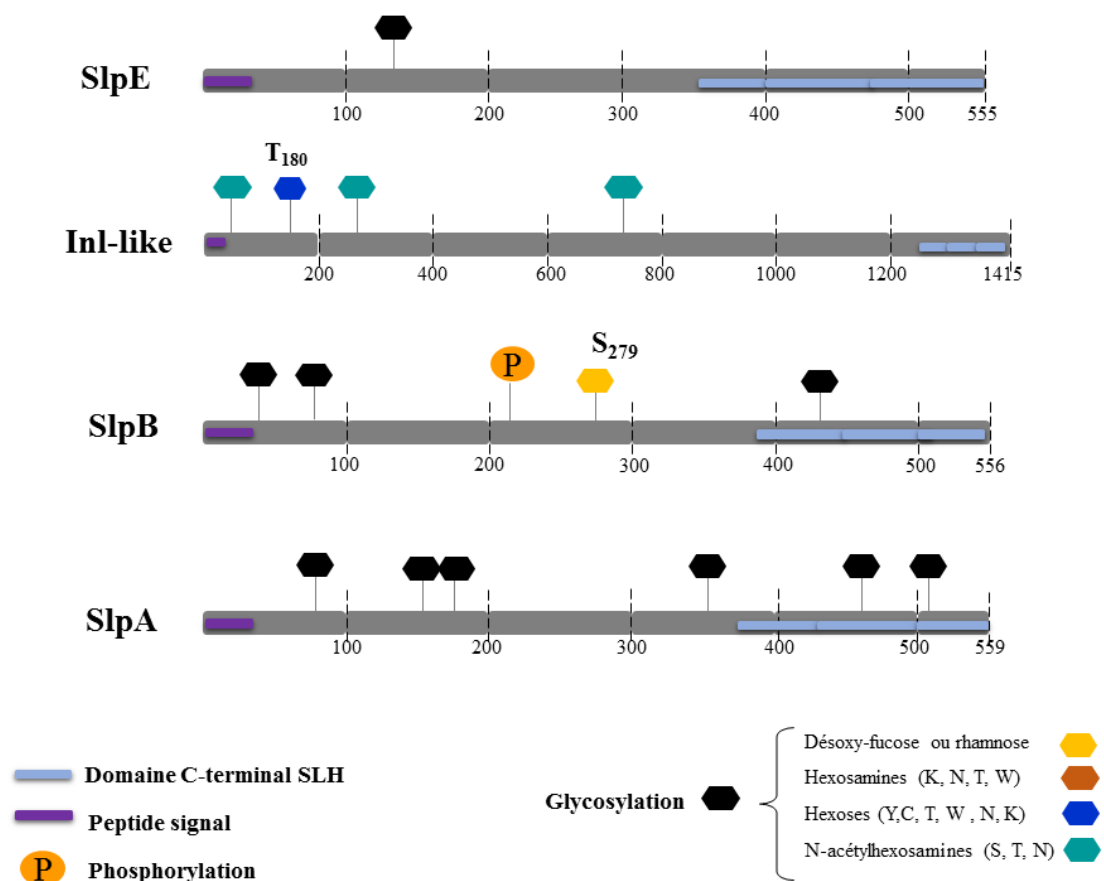 SlpE
100 200 300 400 500 555
T180
Inl-like
200 400 600 800 1000 1200 1415
P
S279
SlpB
100 200 300 400 500 556
SlpA
100 200 300 400 500 559
Domaine C-terminal SLH
Peptide signal
P Phosphorylation
Glycosylation
Désoxy-fucose ou rhamnose
Hexosamines (K, N, T, W)
Hexoses (Y,C, T, W , N, K)
N-acétylhexosamines (S, T, N)